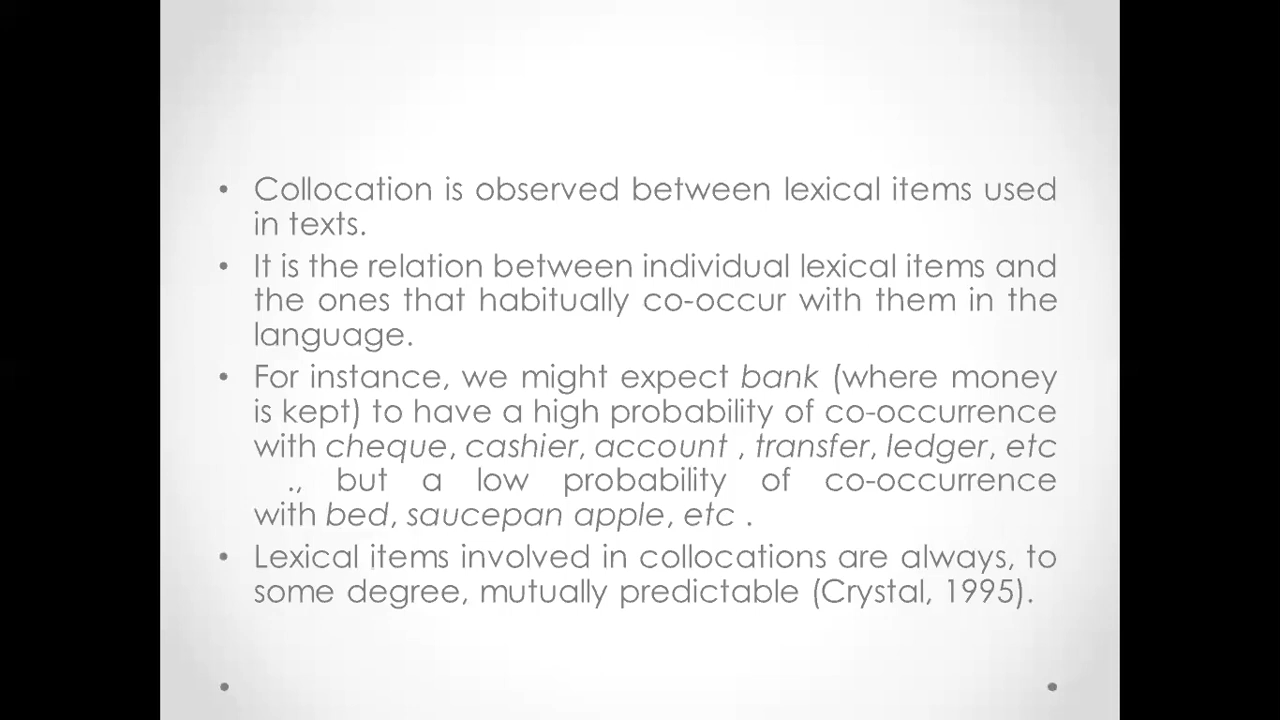 • Collocation is observed between lexical items used
in texts.
• It is the relation between individual lexical items and
the ones that habitually co-occur with them in the
language.
• For instance, we might expect bank (where money
is kept) to have a high probability of co-occurrence
with cheque, cashier, account , transfer, ledger, etc
., but a low probability of co-occurrence
with bed, saucepan apple, etc .
• Lexical items involved in collocations are always, to
some degree, mutually predictable (Crystal, 1995).